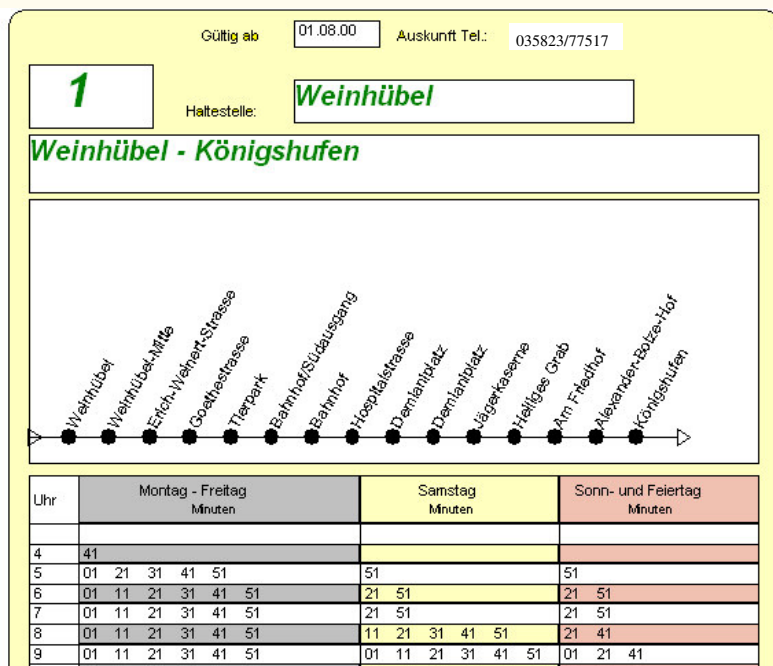 Gültig ab 01.08.00 Auskunft Tel.: 035823/77517
1 Haltestelle: Weinhübel
Weinhübel - Königshufen
Weinhübel
Weinhübel-Mitte
Erich-Weinert-Strasse
Goethestrasse
Tierpark
Bahnhof/Südausgang
Bahnhof
Hospitalstrasse
Demianiplatz
Demianiplatz
Jägerkaserne
Heiliges Grab
Am Friedhof
Alexander-Bolze-Hof
Königshufen
Uhr Montag - Freitag Samstag Sonn- und Feiertag
Minuten Minuten Minuten
4 41
5 01 21 31 41 51 51 51
6 01 11 21 31 41 51 21 51 21 51
7 01 11 21 31 41 51 21 51 21 51
8 01 11 21 31 41 51 11 21 31 41 51 21 41
9 01 11 21 31 41 51 01 11 21 31 41 51 01 21 41